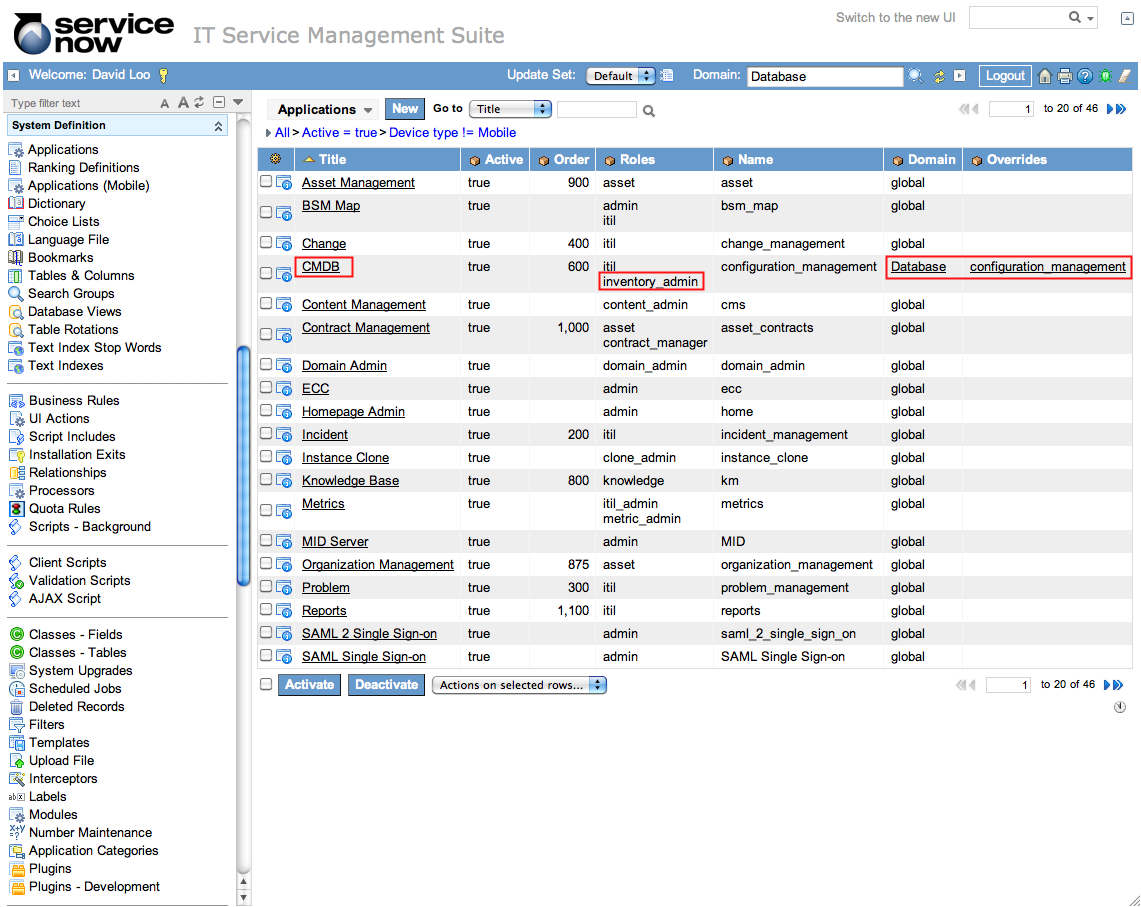 service now IT Service Management Suite Switch to the new UI
Welcome: David Loo Update Set: Default Domain: Database Logout
Type filter text A A
System Definition
Applications
Ranking Definitions
Applications (Mobile)
Dictionary
Choice Lists
Language File
Bookmarks
Tables & Columns
Search Groups
Database Views
Table Rotations
Text Index Stop Words
Text Indexes
Business Rules
UI Actions
Script Includes
Installation Exits
Relationships
Processors
Quota Rules
Scripts - Background
Client Scripts
Validation Scripts
AJAX Script
Classes - Fields
Classes - Tables
System Upgrades
Scheduled Jobs
Deleted Records
Filters
Templates
Upload File
Interceptors
Labels
Modules
Number Maintenance
Application Categories
Plugins
Plugins - Development
Applications New Go to Title 1 to 20 of 46
All > Active = true > Device type != Mobile
Title Active Order Roles Name Domain Overrides
Asset Management true 900 asset asset global
BSM Map true admin bsm_map global
itil
Change true 400 itil change_management global
CMDB true 600 itil configuration_management Database configuration_management
inventory_admin
Content Management true content_admin cms global
Contract Management true 1,000 asset asset_contracts global
contract_manager
Domain Admin true domain_admin domain_admin global
ECC true admin ecc global
Homepage Admin true admin home global
Incident true 200 itil incident_management global
Instance Clone true clone_admin instance_clone global
Knowledge Base true 800 knowledge km global
Metrics true itil_admin metrics global
metric_admin
MID Server true admin MID global
Organization Management true 875 asset organization_management global
Problem true 300 itil problem_management global
Reports true 1,100 itil reports global
SAML 2 Single Sign-on true admin saml_2_single_sign_on global
SAML Single Sign-on true admin SAML Single Sign-on global
Activate Deactivate Actions on selected rows... 1 to 20 of 46